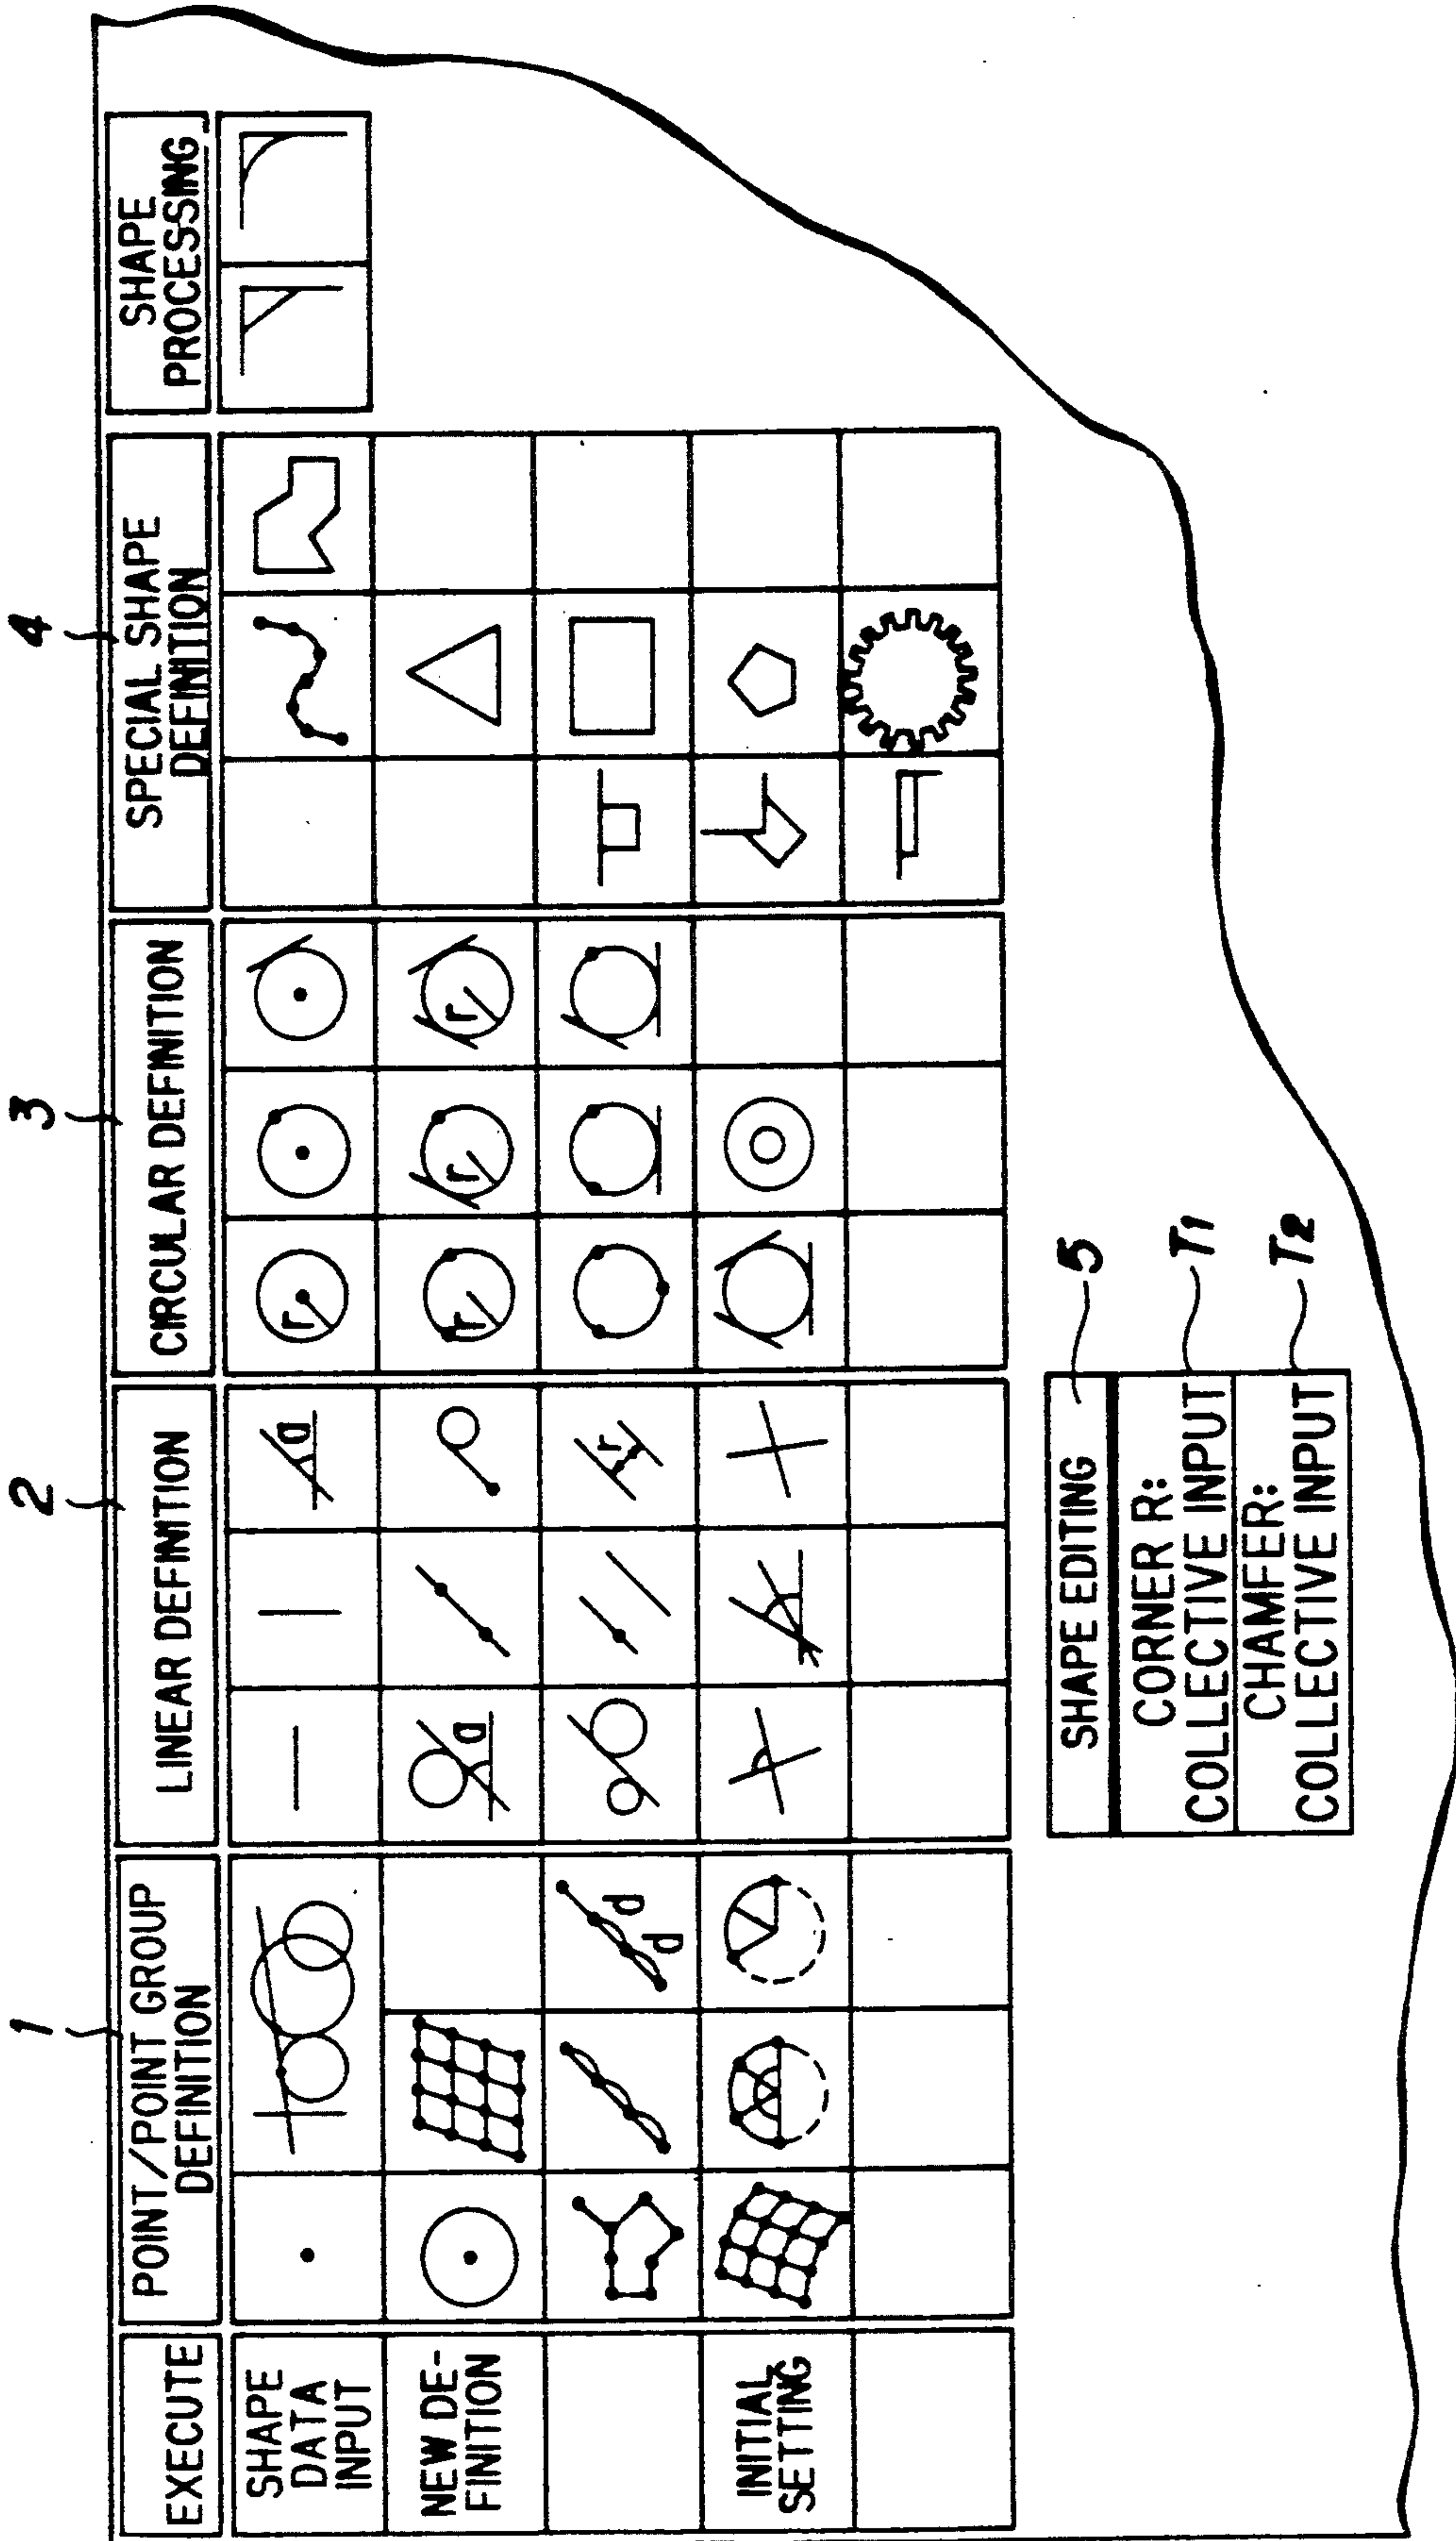 1
2
3
4
EXECUTE
POINT/POINT GROUP
DEFINITION
LINEAR DEFINITION
CIRCULAR DEFINITION
SPECIAL SHAPE
DEFINITION
SHAPE
PROCESSING
SHAPE
DATA
INPUT
a
r
NEW DE-
FINITION
a
r
r
r
d
d
r
INITIAL
SETTING
SHAPE EDITING
5
CORNER R:
COLLECTIVE INPUT
T1
CHAMFER:
COLLECTIVE INPUT
T2